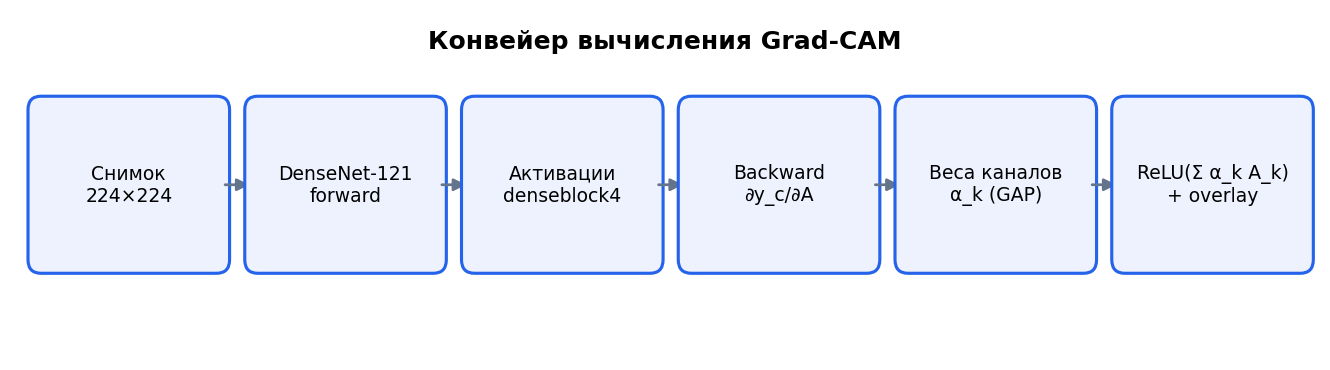 Конвейер вычисления Grad-CAM
Снимок
224×224
DenseNet-121
forward
Активации
denseblock4
Backward
∂y_c/∂A
Веса каналов
α_k (GAP)
ReLU(Σ α_k A_k)
+ overlay